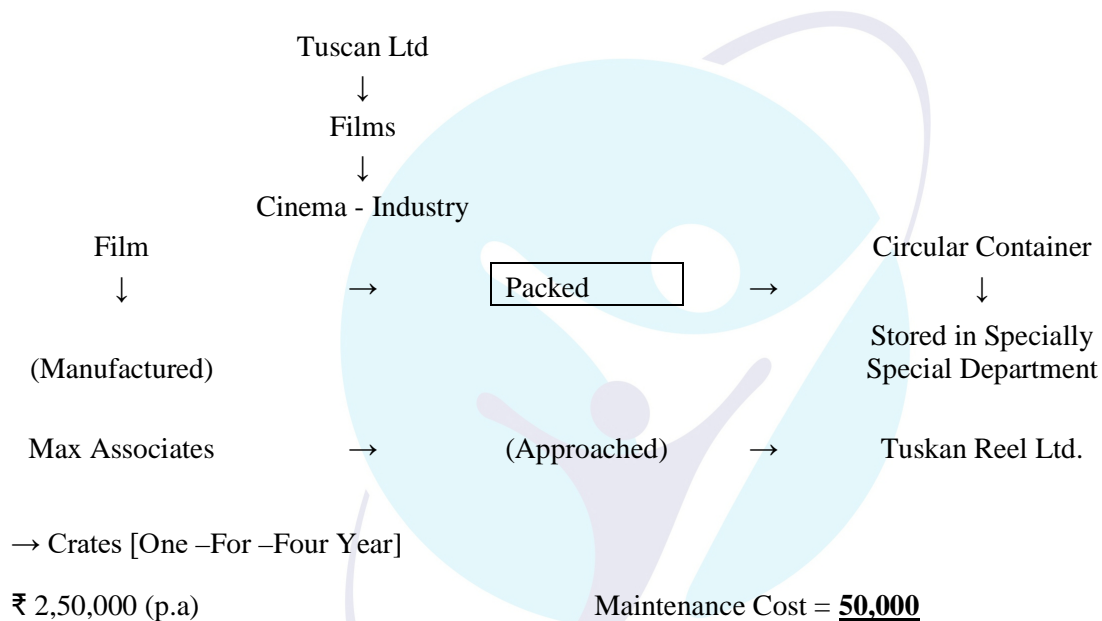 Tuscan Ltd
↓
Films
↓
Cinema - Industry
Film Circular Container
↓ → Packed → ↓
(Manufactured) Stored in Specially
Special Department
Max Associates → (Approached) → Tuskan Reel Ltd.
→ Crates [One –For –Four Year]
₹ 2,50,000 (p.a) Maintenance Cost = 50,000